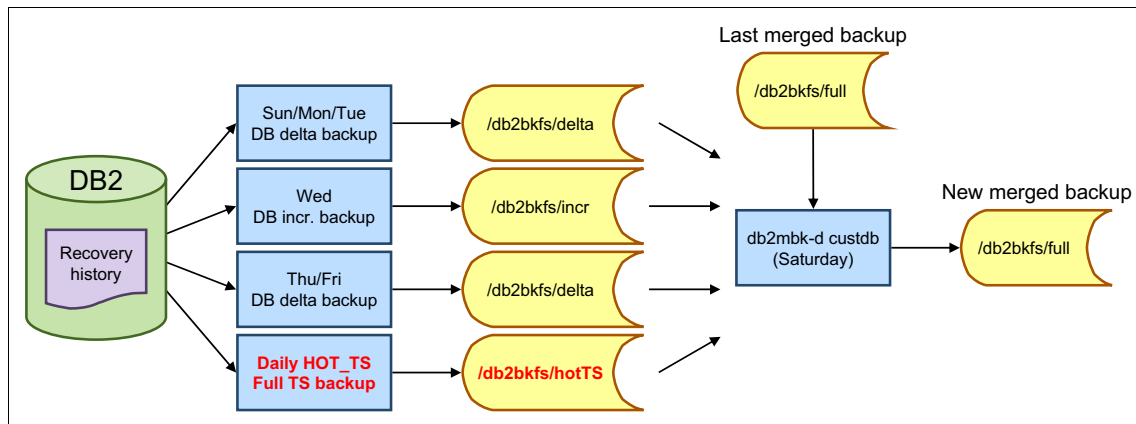 Last merged backup
/db2bkfs/full
Sun/Mon/Tue
DB delta backup
/db2bkfs/delta
DB2
Recovery
history
Wed
DB incr. backup
/db2bkfs/incr
New merged backup
db2mbk-d custdb
(Saturday)
/db2bkfs/full
Thu/Fri
DB delta backup
/db2bkfs/delta
Daily HOT_TS
Full TS backup
/db2bkfs/hotTS